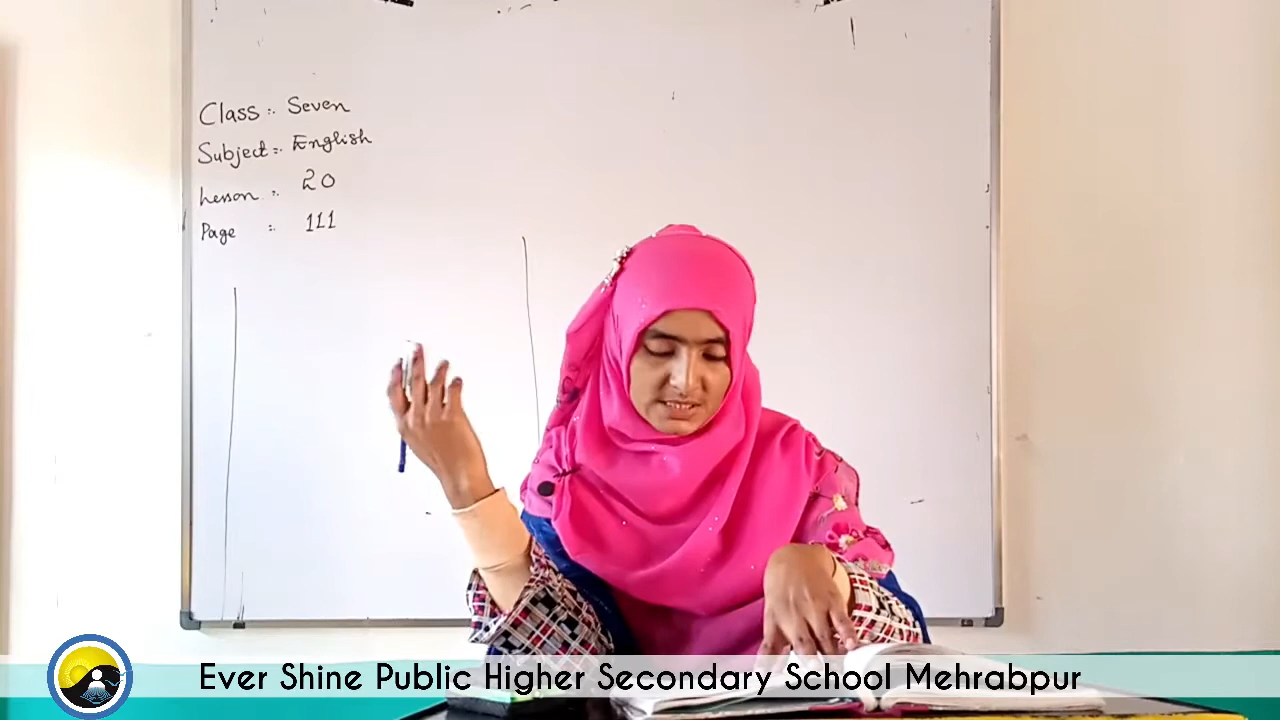 Class :. Seven
Subject :. English
Lesson :. 20
Page :. 111
Ever Shine Public Higher Secondary School Mehrabpur